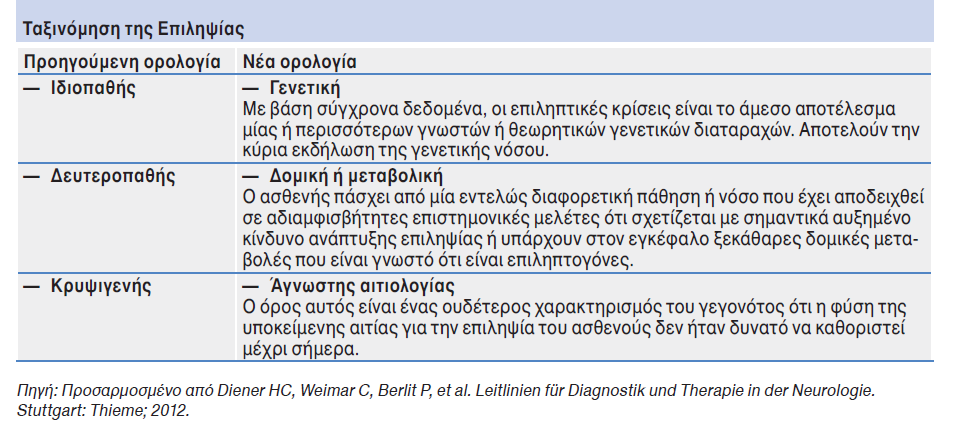 Ταξινόμηση της Επιληψίας
Προηγούμενη ορολογία Νέα ορολογία
— Ιδιοπαθής — Γενετική
Με βάση σύγχρονα δεδομένα, οι επιληπτικές κρίσεις είναι το άμεσο αποτέλεσμα
μίας ή περισσότερων γνωστών ή θεωρητικών γενετικών διαταραχών. Αποτελούν την
κύρια εκδήλωση της γενετικής νόσου.
— Δευτεροπαθής — Δομική ή μεταβολική
Ο ασθενής πάσχει από μία εντελώς διαφορετική πάθηση ή νόσο που έχει αποδειχθεί
σε αδιαμφισβήτητες επιστημονικές μελέτες ότι σχετίζεται με σημαντικά αυξημένο
κίνδυνο ανάπτυξης επιληψίας ή υπάρχουν στον εγκέφαλο ξεκάθαρες δομικές μετα-
βολές που είναι γνωστό ότι είναι επιληπτογόνες.
— Κρυψιγενής — Άγνωστης αιτιολογίας
Ο όρος αυτός είναι ένας ουδέτερος χαρακτηρισμός του γεγονότος ότι η φύση της
υποκείμενης αιτίας για την επιληψία του ασθενούς δεν ήταν δυνατό να καθοριστεί
μέχρι σήμερα.
Πηγή: Προσαρμοσμένο από Diener HC, Weimar C, Berlit P, et al. Leitlinien für Diagnostik und Therapie in der Neurologie.
Stuttgart: Thieme; 2012.